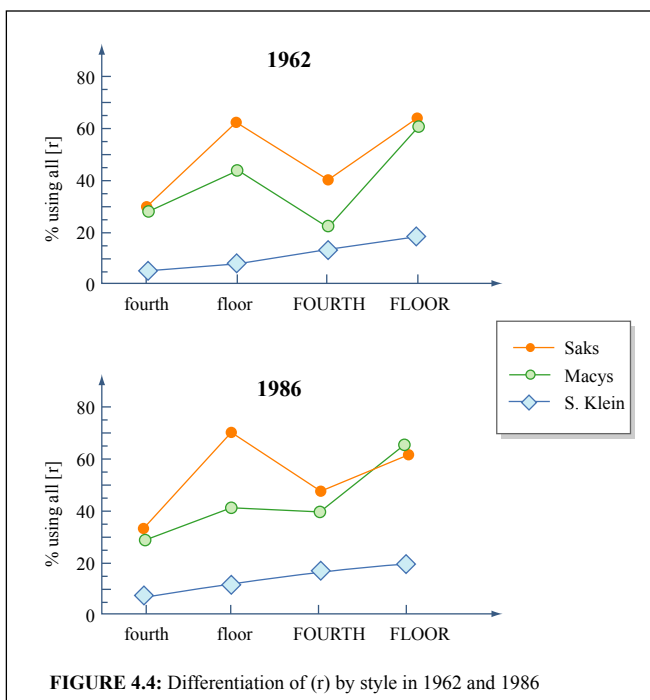 1962
80
60
40
20
0
% using all [r]
fourth floor FOURTH FLOOR
Saks
Macys
S. Klein
1986
80
60
40
20
0
% using all [r]
fourth floor FOURTH FLOOR
FIGURE 4.4: Differentiation of (r) by style in 1962 and 1986